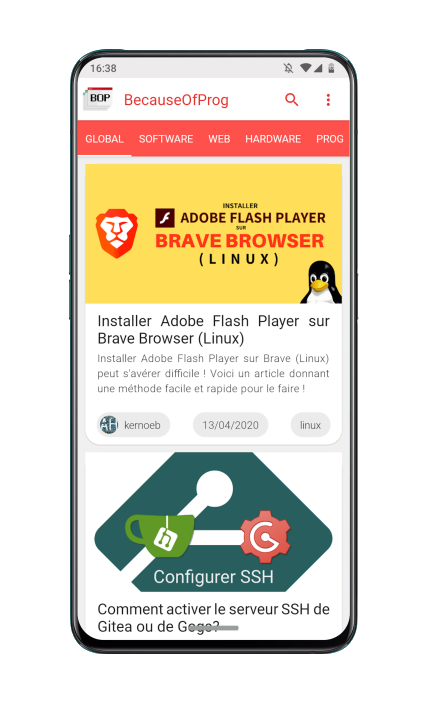 16:38
BOP BecauseOfProg
GLOBAL SOFTWARE WEB HARDWARE PROG
INSTALLER
ADOBE FLASH PLAYER
SUR
BRAVE BROWSER
(LINUX)
Installer Adobe Flash Player sur
Brave Browser (Linux)
Installer Adobe Flash Player sur Brave (Linux)
peut s'avérer difficile ! Voici un article donnant
une méthode facile et rapide pour le faire !
kernoeb 13/04/2020 linux
Configurer SSH
Comment activer le serveur SSH de
Gitea ou de Gogs?